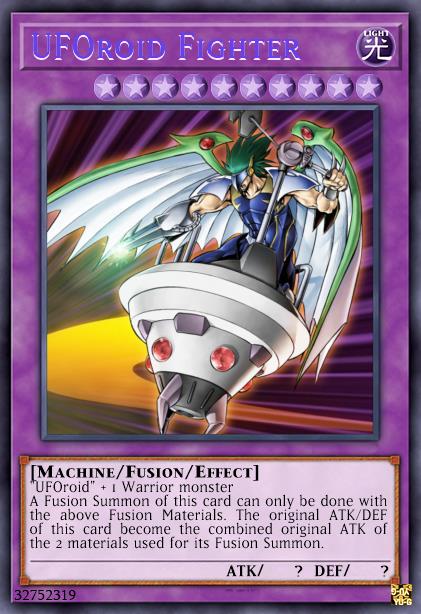 UFOroid Fighter
LIGHT
光
[Machine/Fusion/Effect]
"UFOroid" + 1 Warrior monster
A Fusion Summon of this card can only be done with
the above Fusion Materials. The original ATK/DEF
of this card become the combined original ATK of
the 2 materials used for its Fusion Summon.
ATK/ ? DEF/ ?
32752319